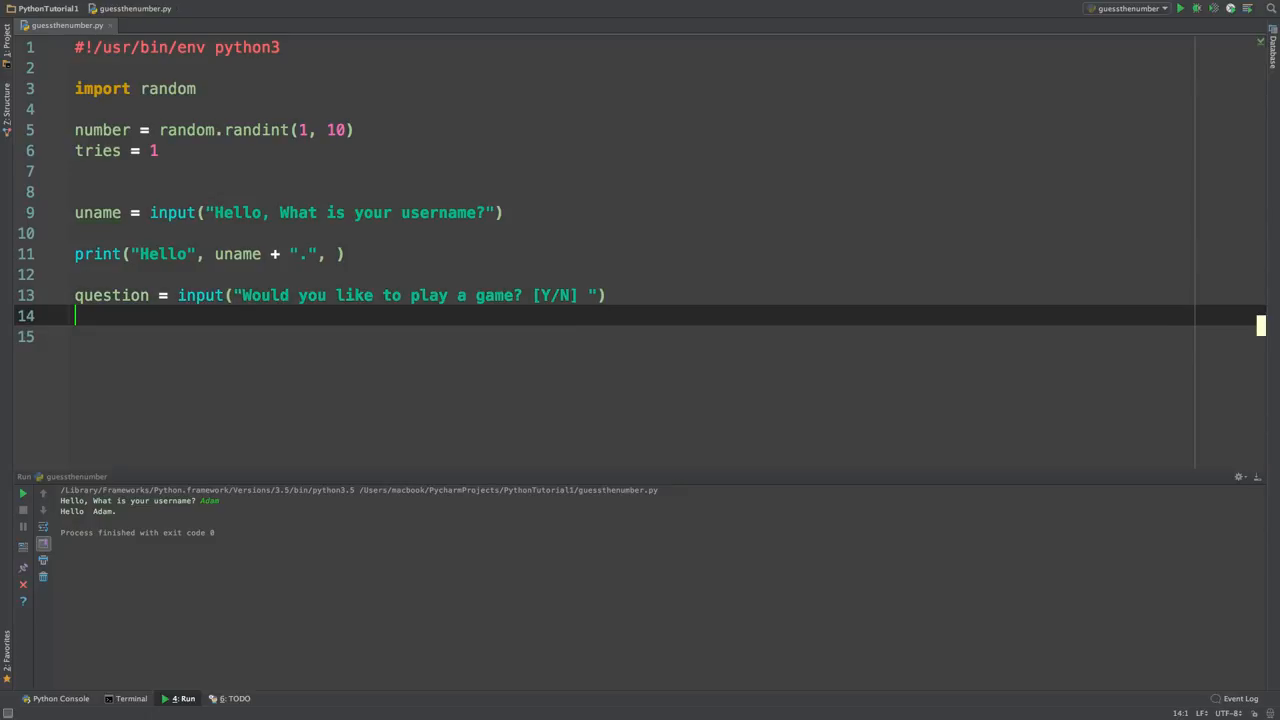 PythonTutorial1 guessthenumber.py guessthenumber
guessthenumber.py
1 #!/usr/bin/env python3
2
3 import random
4
5 number = random.randint(1, 10)
6 tries = 1
7
8
9 uname = input("Hello, What is your username?")
10
11 print("Hello", uname + ".", )
12
13 question = input("Would you like to play a game? [Y/N] ")
14
15
1: Project
7: Structure
2: Favorites
Database
Run guessthenumber
/Library/Frameworks/Python.framework/Versions/3.5/bin/python3.5 /Users/macbook/PycharmProjects/PythonTutorial1/guessthenumber.py
Hello, What is your username? Adam
Hello  Adam.
Process finished with exit code 0
Python Console Terminal 4: Run 6: TODO Event Log
14:1 LF÷ UTF-8÷